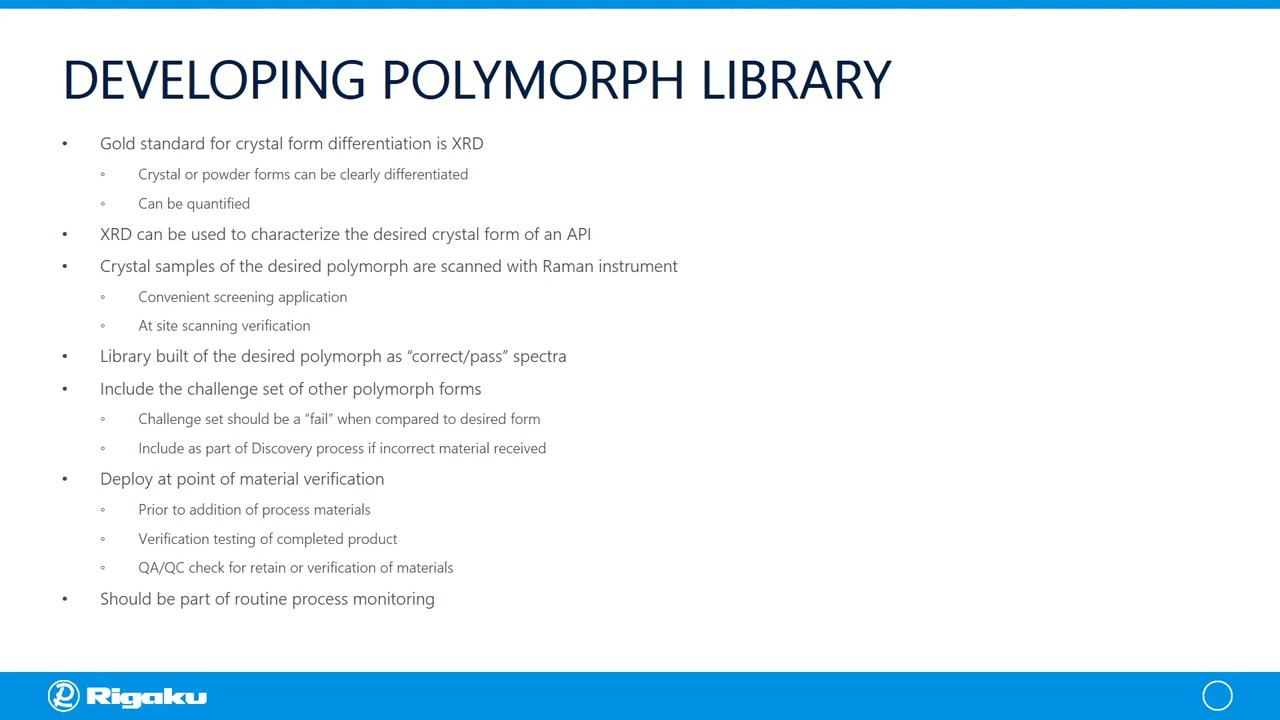 DEVELOPING POLYMORPH LIBRARY
• Gold standard for crystal form differentiation is XRD
◦ Crystal or powder forms can be clearly differentiated
◦ Can be quantified
• XRD can be used to characterize the desired crystal form of an API
• Crystal samples of the desired polymorph are scanned with Raman instrument
◦ Convenient screening application
◦ At site scanning verification
• Library built of the desired polymorph as “correct/pass” spectra
• Include the challenge set of other polymorph forms
◦ Challenge set should be a “fail” when compared to desired form
◦ Include as part of Discovery process if incorrect material received
• Deploy at point of material verification
◦ Prior to addition of process materials
◦ Verification testing of completed product
◦ QA/QC check for retain or verification of materials
• Should be part of routine process monitoring
Rigaku